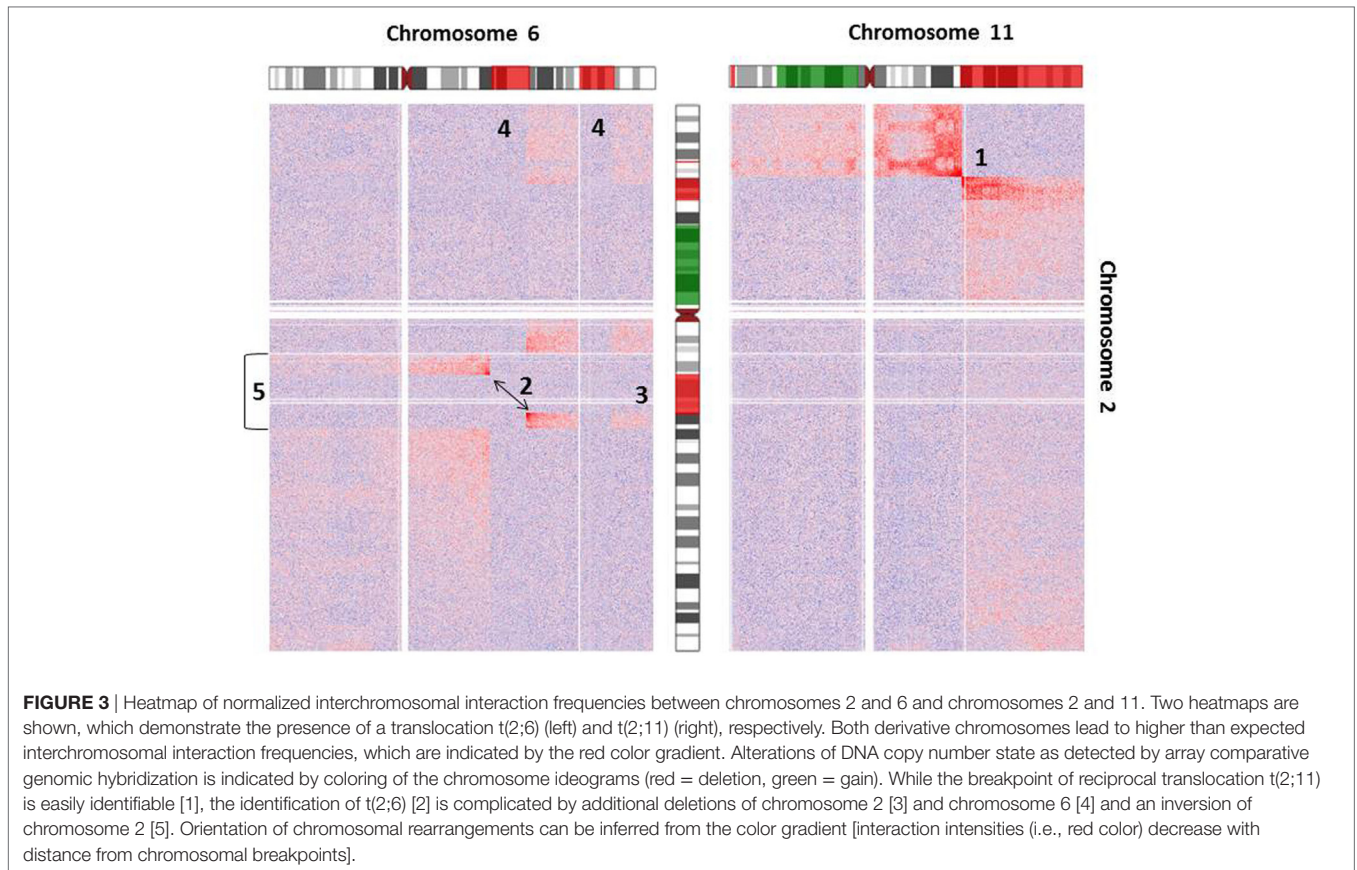 Chromosome 6
Chromosome 11
4
4
1
Chromosome 2
2
3
5
FIGURE 3 | Heatmap of normalized interchromosomal interaction frequencies between chromosomes 2 and 6 and chromosomes 2 and 11. Two heatmaps are
shown, which demonstrate the presence of a translocation t(2;6) (left) and t(2;11) (right), respectively. Both derivative chromosomes lead to higher than expected
interchromosomal interaction frequencies, which are indicated by the red color gradient. Alterations of DNA copy number state as detected by array comparative
genomic hybridization is indicated by coloring of the chromosome ideograms (red = deletion, green = gain). While the breakpoint of reciprocal translocation t(2;11)
is easily identifiable [1], the identification of t(2;6) [2] is complicated by additional deletions of chromosome 2 [3] and chromosome 6 [4] and an inversion of
chromosome 2 [5]. Orientation of chromosomal rearrangements can be inferred from the color gradient [interaction intensities (i.e., red color) decrease with
distance from chromosomal breakpoints].